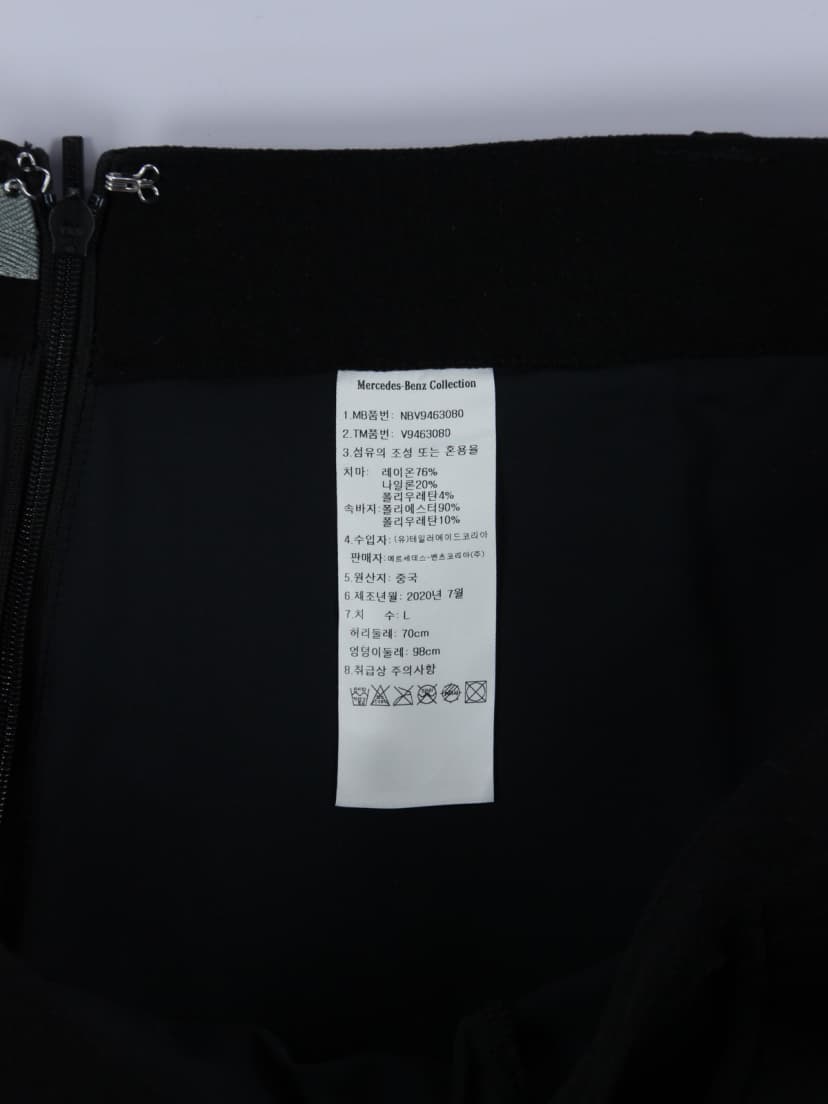 Mercedes-Benz Collection
1.MB품번: NBV9463080
2.TM품번: V9463080
3.섬유의 조성 또는 혼용율
치마: 레이온76%
나일론20%
폴리우레탄4%
속바지:폴리에스터90%
폴리우레탄10%
4.수입자:(유)테일러에이드코리아
판매자:메르세데스-벤츠코리아(주)
5.원산지: 중국
6.제조년월: 2020년 7월
7.치 수: L
허리둘레: 70cm
엉덩이둘레: 98cm
8.취급상 주의사항